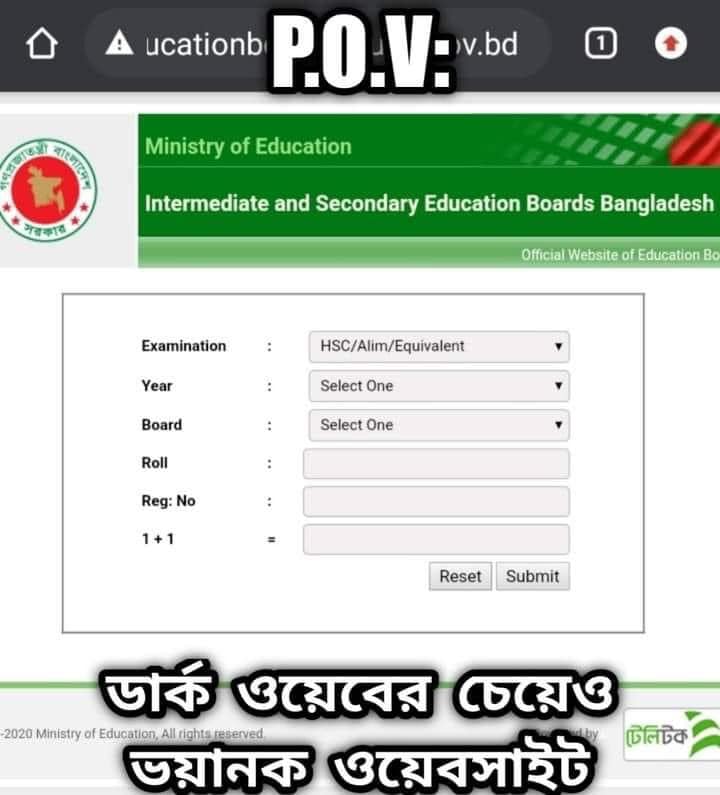 ucationb
P.O.V:
ov.bd
1
গণপ্রজাতন্ত্রী বাংলাদেশ
সরকার
Ministry of Education
Intermediate and Secondary Education Boards Bangladesh
Official Website of Education Bo
Examination : HSC/Alim/Equivalent
Year : Select One
Board : Select One
Roll :
Reg: No :
1 + 1 =
Reset Submit
ডার্ক ওয়েবের চেয়েও
-2020 Ministry of Education, All rights reserved.
by
টেলিটক
ভয়ানক ওয়েবসাইট